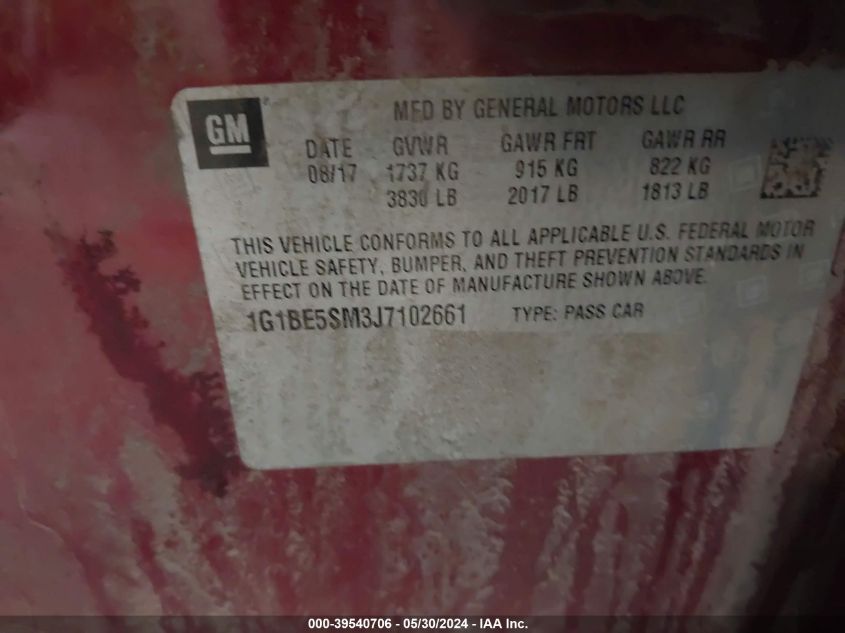 GM
MFD BY GENERAL MOTORS LLC
DATE GVWR GAWR FRT GAWR RR
08/17 1737 KG 915 KG 822 KG
3830 LB 2017 LB 1813 LB
THIS VEHICLE CONFORMS TO ALL APPLICABLE U.S. FEDERAL MOTOR
VEHICLE SAFETY, BUMPER, AND THEFT PREVENTION STANDARDS IN
EFFECT ON THE DATE OF MANUFACTURE SHOWN ABOVE.
1G1BE5SM3J7102661 TYPE: PASS CAR
000-39540706 - 05/30/2024 - IAA Inc.